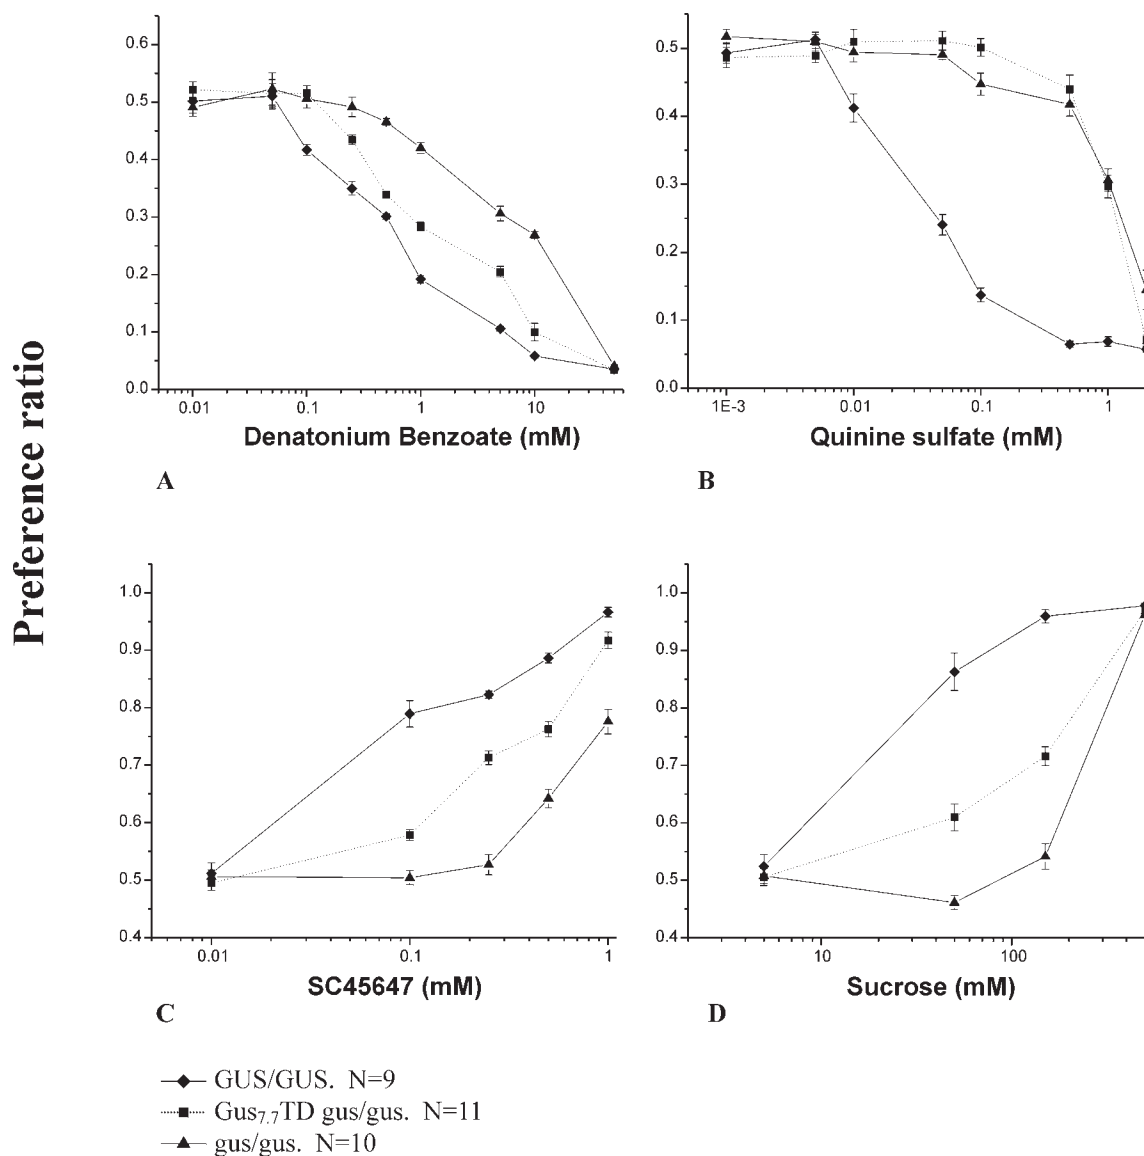 Preference ratio
0.6
0.5
0.4
0.3
0.2
0.1
0.0
0.01 0.1 1 10
Denatonium Benzoate (mM)
A
0.5
0.4
0.3
0.2
0.1
0.0
1E-3 0.01 0.1 1
Quinine sulfate (mM)
B
1.0
0.9
0.8
0.7
0.6
0.5
0.4
0.01 0.1 1
SC45647 (mM)
C
1.0
0.9
0.8
0.7
0.6
0.5
0.4
10 100
Sucrose (mM)
D
GUS/GUS. N=9
Gus7.7TD gus/gus. N=11
gus/gus. N=10